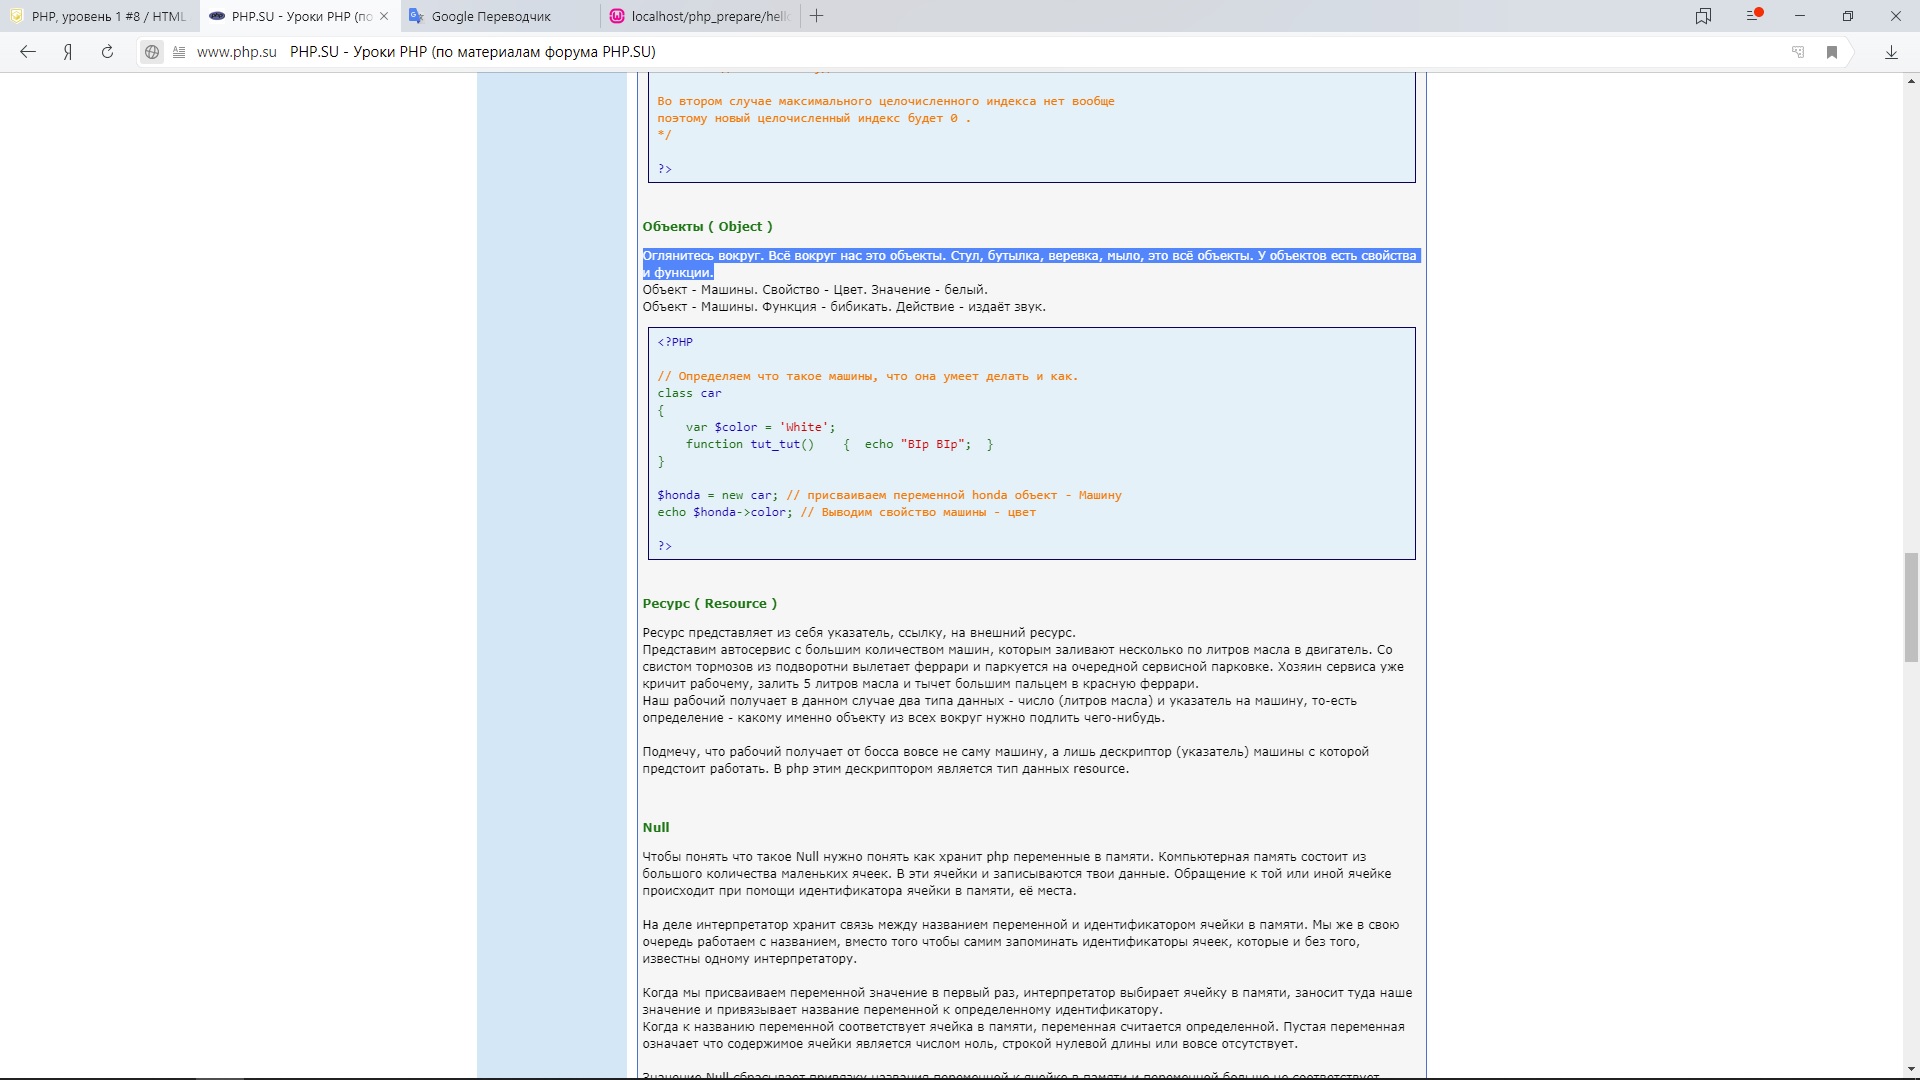 PHP, уровень 1 #8 / HTML
PHP.SU - Уроки PHP (по
Google Переводчик
localhost/php_prepare/hell
www.php.su PHP.SU - Уроки PHP (по материалам форума PHP.SU)
Во втором случае максимального целочисленного индекса нет вообще
поэтому новый целочисленный индекс будет 0 .
*/
?>
Объекты ( Object )
Оглянитесь вокруг. Всё вокруг нас это объекты. Стул, бутылка, веревка, мыло, это всё объекты. У объектов есть свойства
и функции.
Объект - Машины. Свойство - Цвет. Значение - белый.
Объект - Машины. Функция - бибикать. Действие - издаёт звук.
<?PHP
// Определяем что такое машины, что она умеет делать и как.
class car
{
var $color = 'White';
function tut_tut() { echo "BIp BIp"; }
}
$honda = new car; // присваиваем переменной honda объект - Машину
echo $honda->color; // Выводим свойство машины - цвет
?>
Ресурс ( Resource )
Ресурс представляет из себя указатель, ссылку, на внешний ресурс.
Представим автосервис с большим количеством машин, которым заливают несколько по литров масла в двигатель. Со
свистом тормозов из подворотни вылетает феррари и паркуется на очередной сервисной парковке. Хозяин сервиса уже
кричит рабочему, залить 5 литров масла и тычет большим пальцем в красную феррари.
Наш рабочий получает в данном случае два типа данных - число (литров масла) и указатель на машину, то-есть
определение - какому именно объекту из всех вокруг нужно подлить чего-нибудь.
Подмечу, что рабочий получает от босса вовсе не саму машину, а лишь дескриптор (указатель) машины с которой
предстоит работать. В php этим дескриптором является тип данных resource.
Null
Чтобы понять что такое Null нужно понять как хранит php переменные в памяти. Компьютерная память состоит из
большого количества маленьких ячеек. В эти ячейки и записываются твои данные. Обращение к той или иной ячейке
происходит при помощи идентификатора ячейки в памяти, её места.
На деле интерпретатор хранит связь между названием переменной и идентификатором ячейки в памяти. Мы же в свою
очередь работаем с названием, вместо того чтобы самим запоминать идентификаторы ячеек, которые и без того,
известны одному интерпретатору.
Когда мы присваиваем переменной значение в первый раз, интерпретатор выбирает ячейку в памяти, заносит туда наше
значение и привязывает название переменной к определенному идентификатору.
Когда к названию переменной соответствует ячейка в памяти, переменная считается определенной. Пустая переменная
означает что содержимое ячейки является числом ноль, строкой нулевой длины или вовсе отсутствует.
Значение Null сбрасывает привязку названия переменной к ячейке в памяти и переменной больше не соответствует